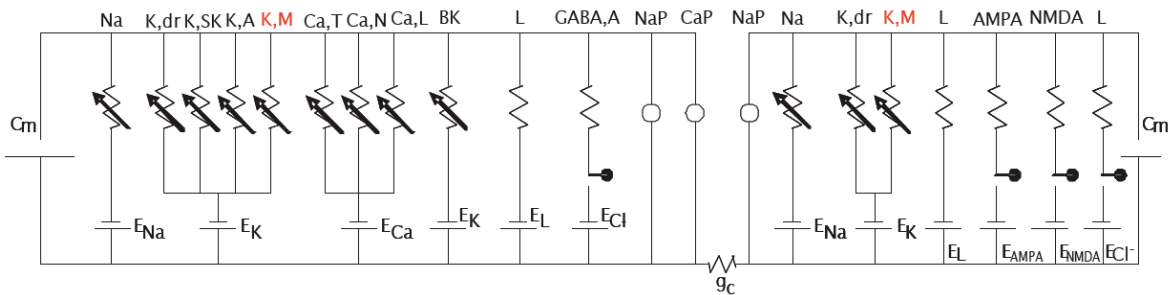 Na K,dr K,SK K,A K,M Ca,T Ca,N Ca,L BK L GABA,A NaP CaP NaP Na K,dr K,M L AMPA NMDA L
Cm Cm
ENa EK ECa EK EL ECl ENa EK EL EAMPA ENMDA ECl-
gc